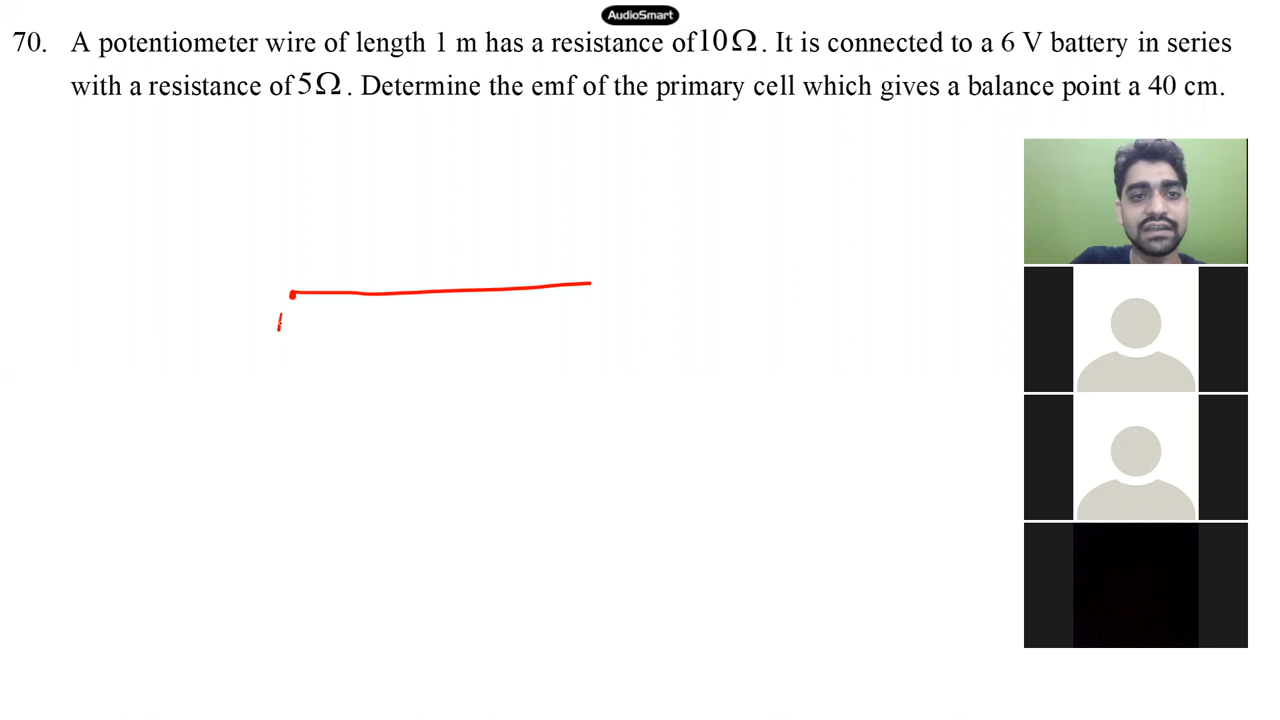 AudioSmart
70. A potentiometer wire of length 1 m has a resistance of 10Ω. It is connected to a 6 V battery in series
with a resistance of 5Ω. Determine the emf of the primary cell which gives a balance point a 40 cm.